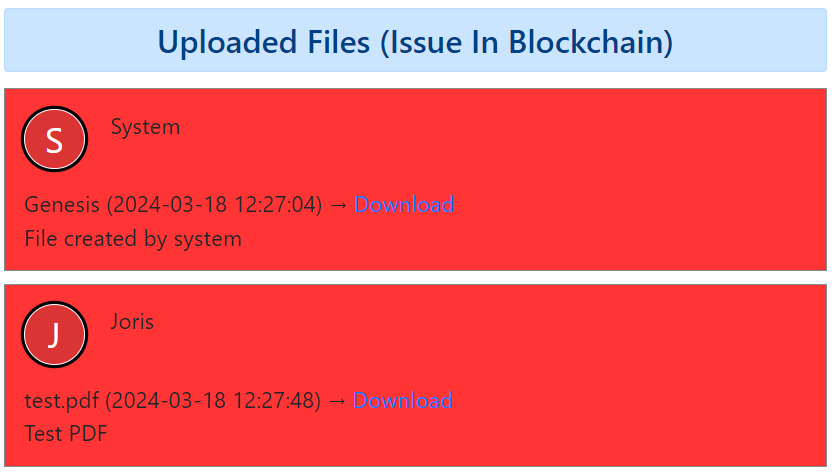 Uploaded Files (Issue In Blockchain)
S
System
Genesis (2024-03-18 12:27:04) → Download
File created by system
J
Joris
test.pdf (2024-03-18 12:27:48) → Download
Test PDF